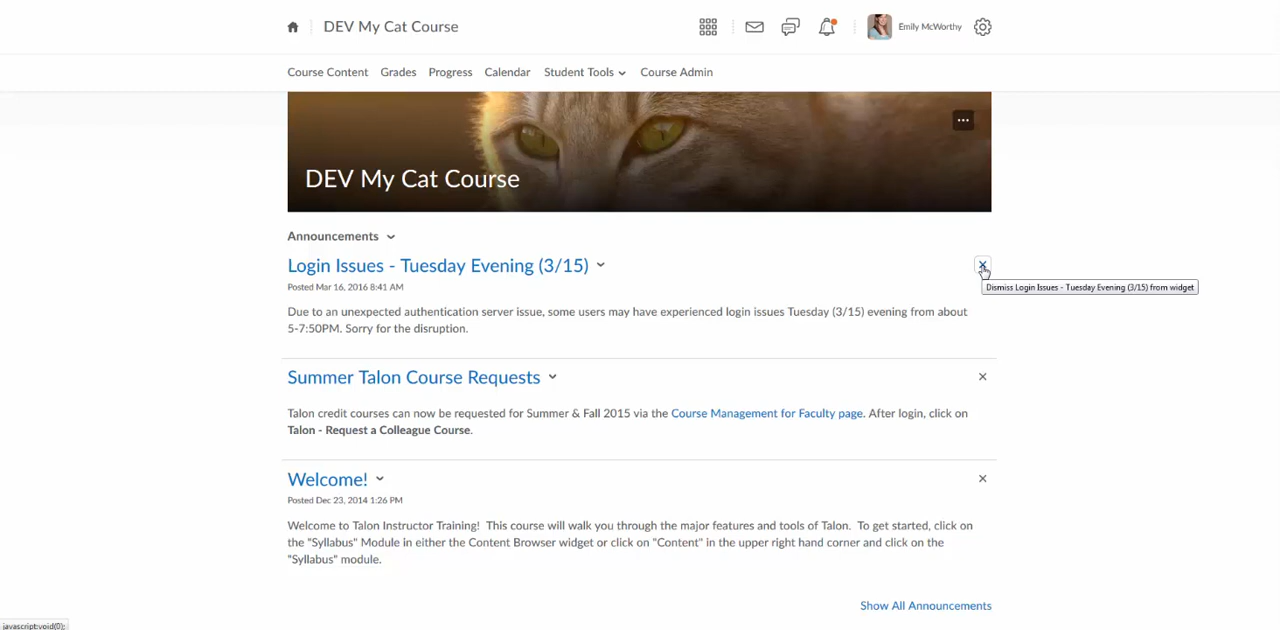 DEV My Cat Course
Emily McWorthy
Course Content Grades Progress Calendar Student Tools Course Admin
DEV My Cat Course
Announcements
Login Issues - Tuesday Evening (3/15)
Posted Mar 16, 2016 8:41 AM
Dismiss Login Issues - Tuesday Evening (3/15) from widget
Due to an unexpected authentication server issue, some users may have experienced login issues Tuesday (3/15) evening from about
5-7:50PM. Sorry for the disruption.
Summer Talon Course Requests
Talon credit courses can now be requested for Summer & Fall 2015 via the Course Management for Faculty page. After login, click on
Talon - Request a Colleague Course.
Welcome!
Posted Dec 23, 2014 1:26 PM
Welcome to Talon Instructor Training! This course will walk you through the major features and tools of Talon. To get started, click on
the "Syllabus" Module in either the Content Browser widget or click on "Content" in the upper right hand corner and click on the
"Syllabus" module.
Show All Announcements
javascript:void(0);